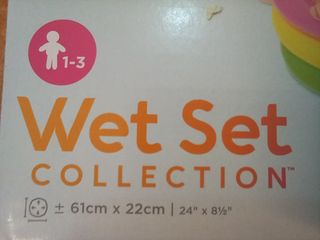 1-3
Wet Set
COLLECTION™
± 61cm x 22cm | 24" x 8½"